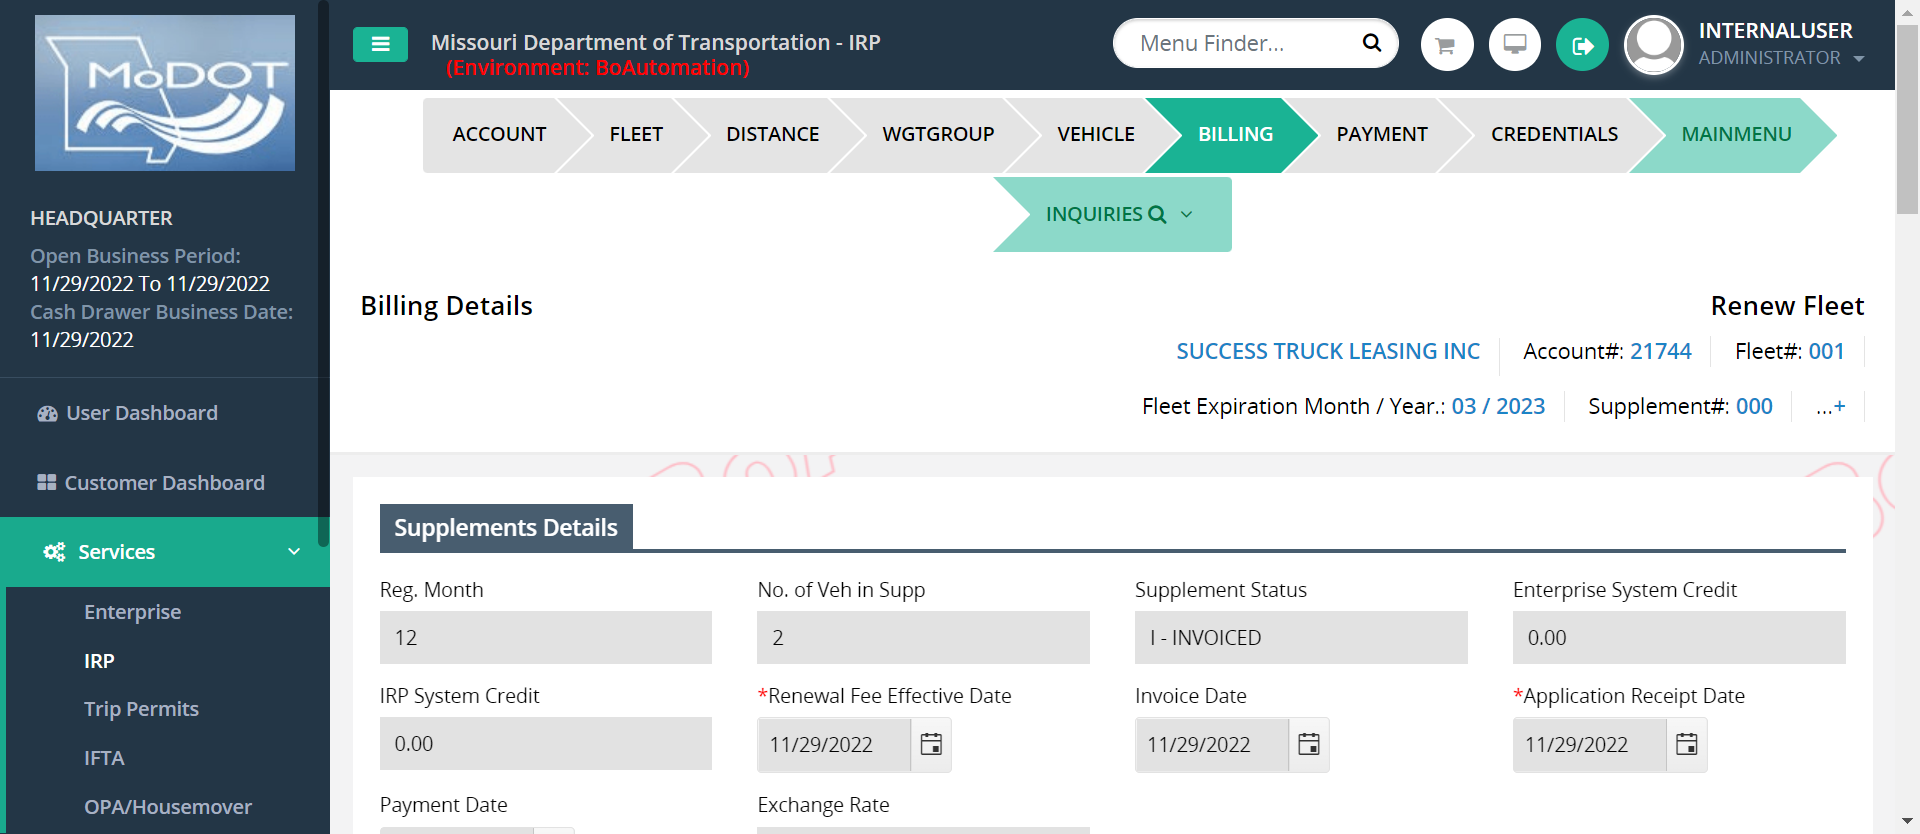 MoDOT
HEADQUARTER
Open Business Period:
11/29/2022 To 11/29/2022
Cash Drawer Business Date:
11/29/2022
User Dashboard
Customer Dashboard
Services
Enterprise
IRP
Trip Permits
IFTA
OPA/Housemover
Missouri Department of Transportation - IRP
(Environment: BoAutomation)
Menu Finder...
INTERNALUSER
ADMINISTRATOR
ACCOUNT FLEET DISTANCE WGTGROUP VEHICLE BILLING PAYMENT CREDENTIALS MAINMENU
INQUIRIES
Billing Details
Renew Fleet
SUCCESS TRUCK LEASING INC Account#: 21744 Fleet#: 001
Fleet Expiration Month / Year.: 03 / 2023 Supplement#: 000 ...+
Supplements Details
Reg. Month No. of Veh in Supp Supplement Status Enterprise System Credit
12 2 I - INVOICED 0.00
IRP System Credit *Renewal Fee Effective Date Invoice Date *Application Receipt Date
0.00 11/29/2022 11/29/2022 11/29/2022
Payment Date Exchange Rate